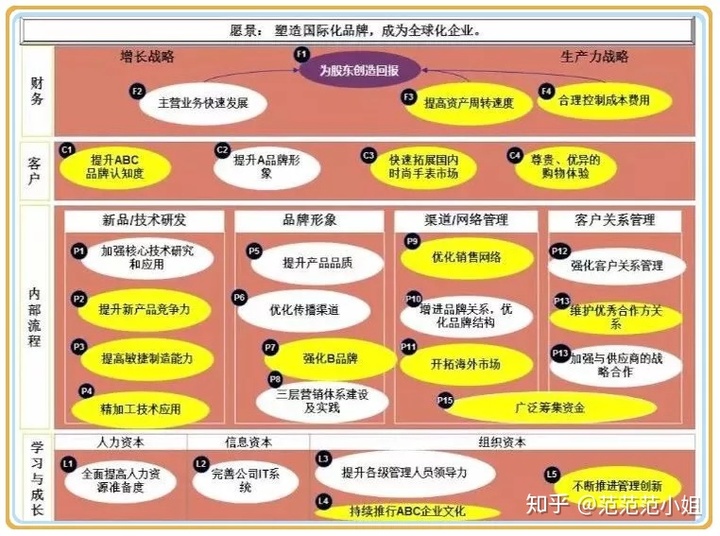 愿景： 塑造国际化品牌，成为全球化企业。
财务
增长战略
生产力战略
F1
为股东创造回报
F2
主营业务快速发展
F3
提高资产周转速度
F4
合理控制成本费用
客户
C1
提升ABC
品牌认知度
C2
提升A品牌形
象
C3
快速拓展国内
时尚手表市场
C4
尊贵、优异的
购物体验
内部流程
新品/技术研发
P1
加强核心技术研究
和应用
P2
提升新产品竞争力
P3
提高敏捷制造能力
P4
精加工技术应用
品牌形象
P5
提升产品品质
P6
优化传播渠道
P7
强化B品牌
P8
三层营销体系建设
及实践
渠道/网络管理
P9
优化销售网络
P10
增进品牌关系，优
化品牌结构
P11
开拓海外市场
客户关系管理
P12
强化客户关系管理
P13
维护优秀合作方关
系
P13
加强与供应商的战
略合作
P15
广泛筹集资金
学习与成长
人力资本
信息资本
组织资本
L1
全面提高人力资
源准备度
L2
完善公司IT系
统
L3
提升各级管理人员领导力
L4
持续推行ABC企业文化
L5
不断推进管理创新
知乎 @范范范小姐